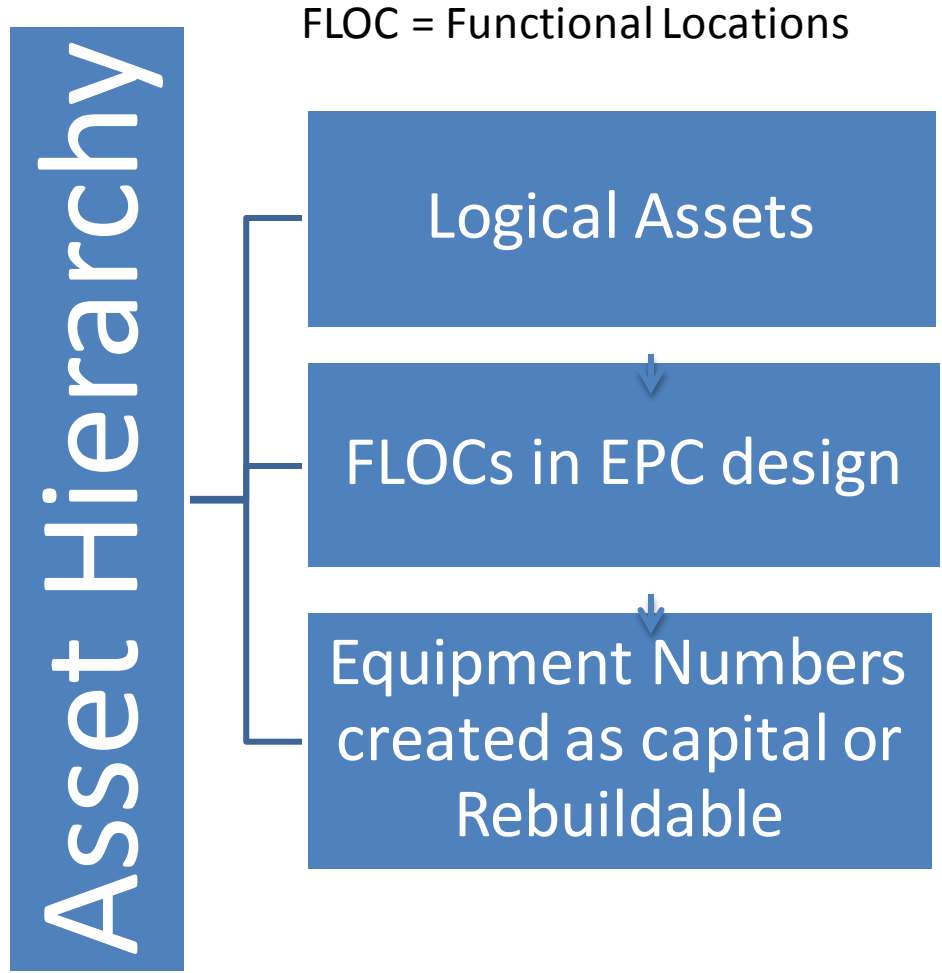 FLOC = Functional Locations
Asset Hierarchy
Logical Assets
FLOCs in EPC design
Equipment Numbers
created as capital or
Rebuildable